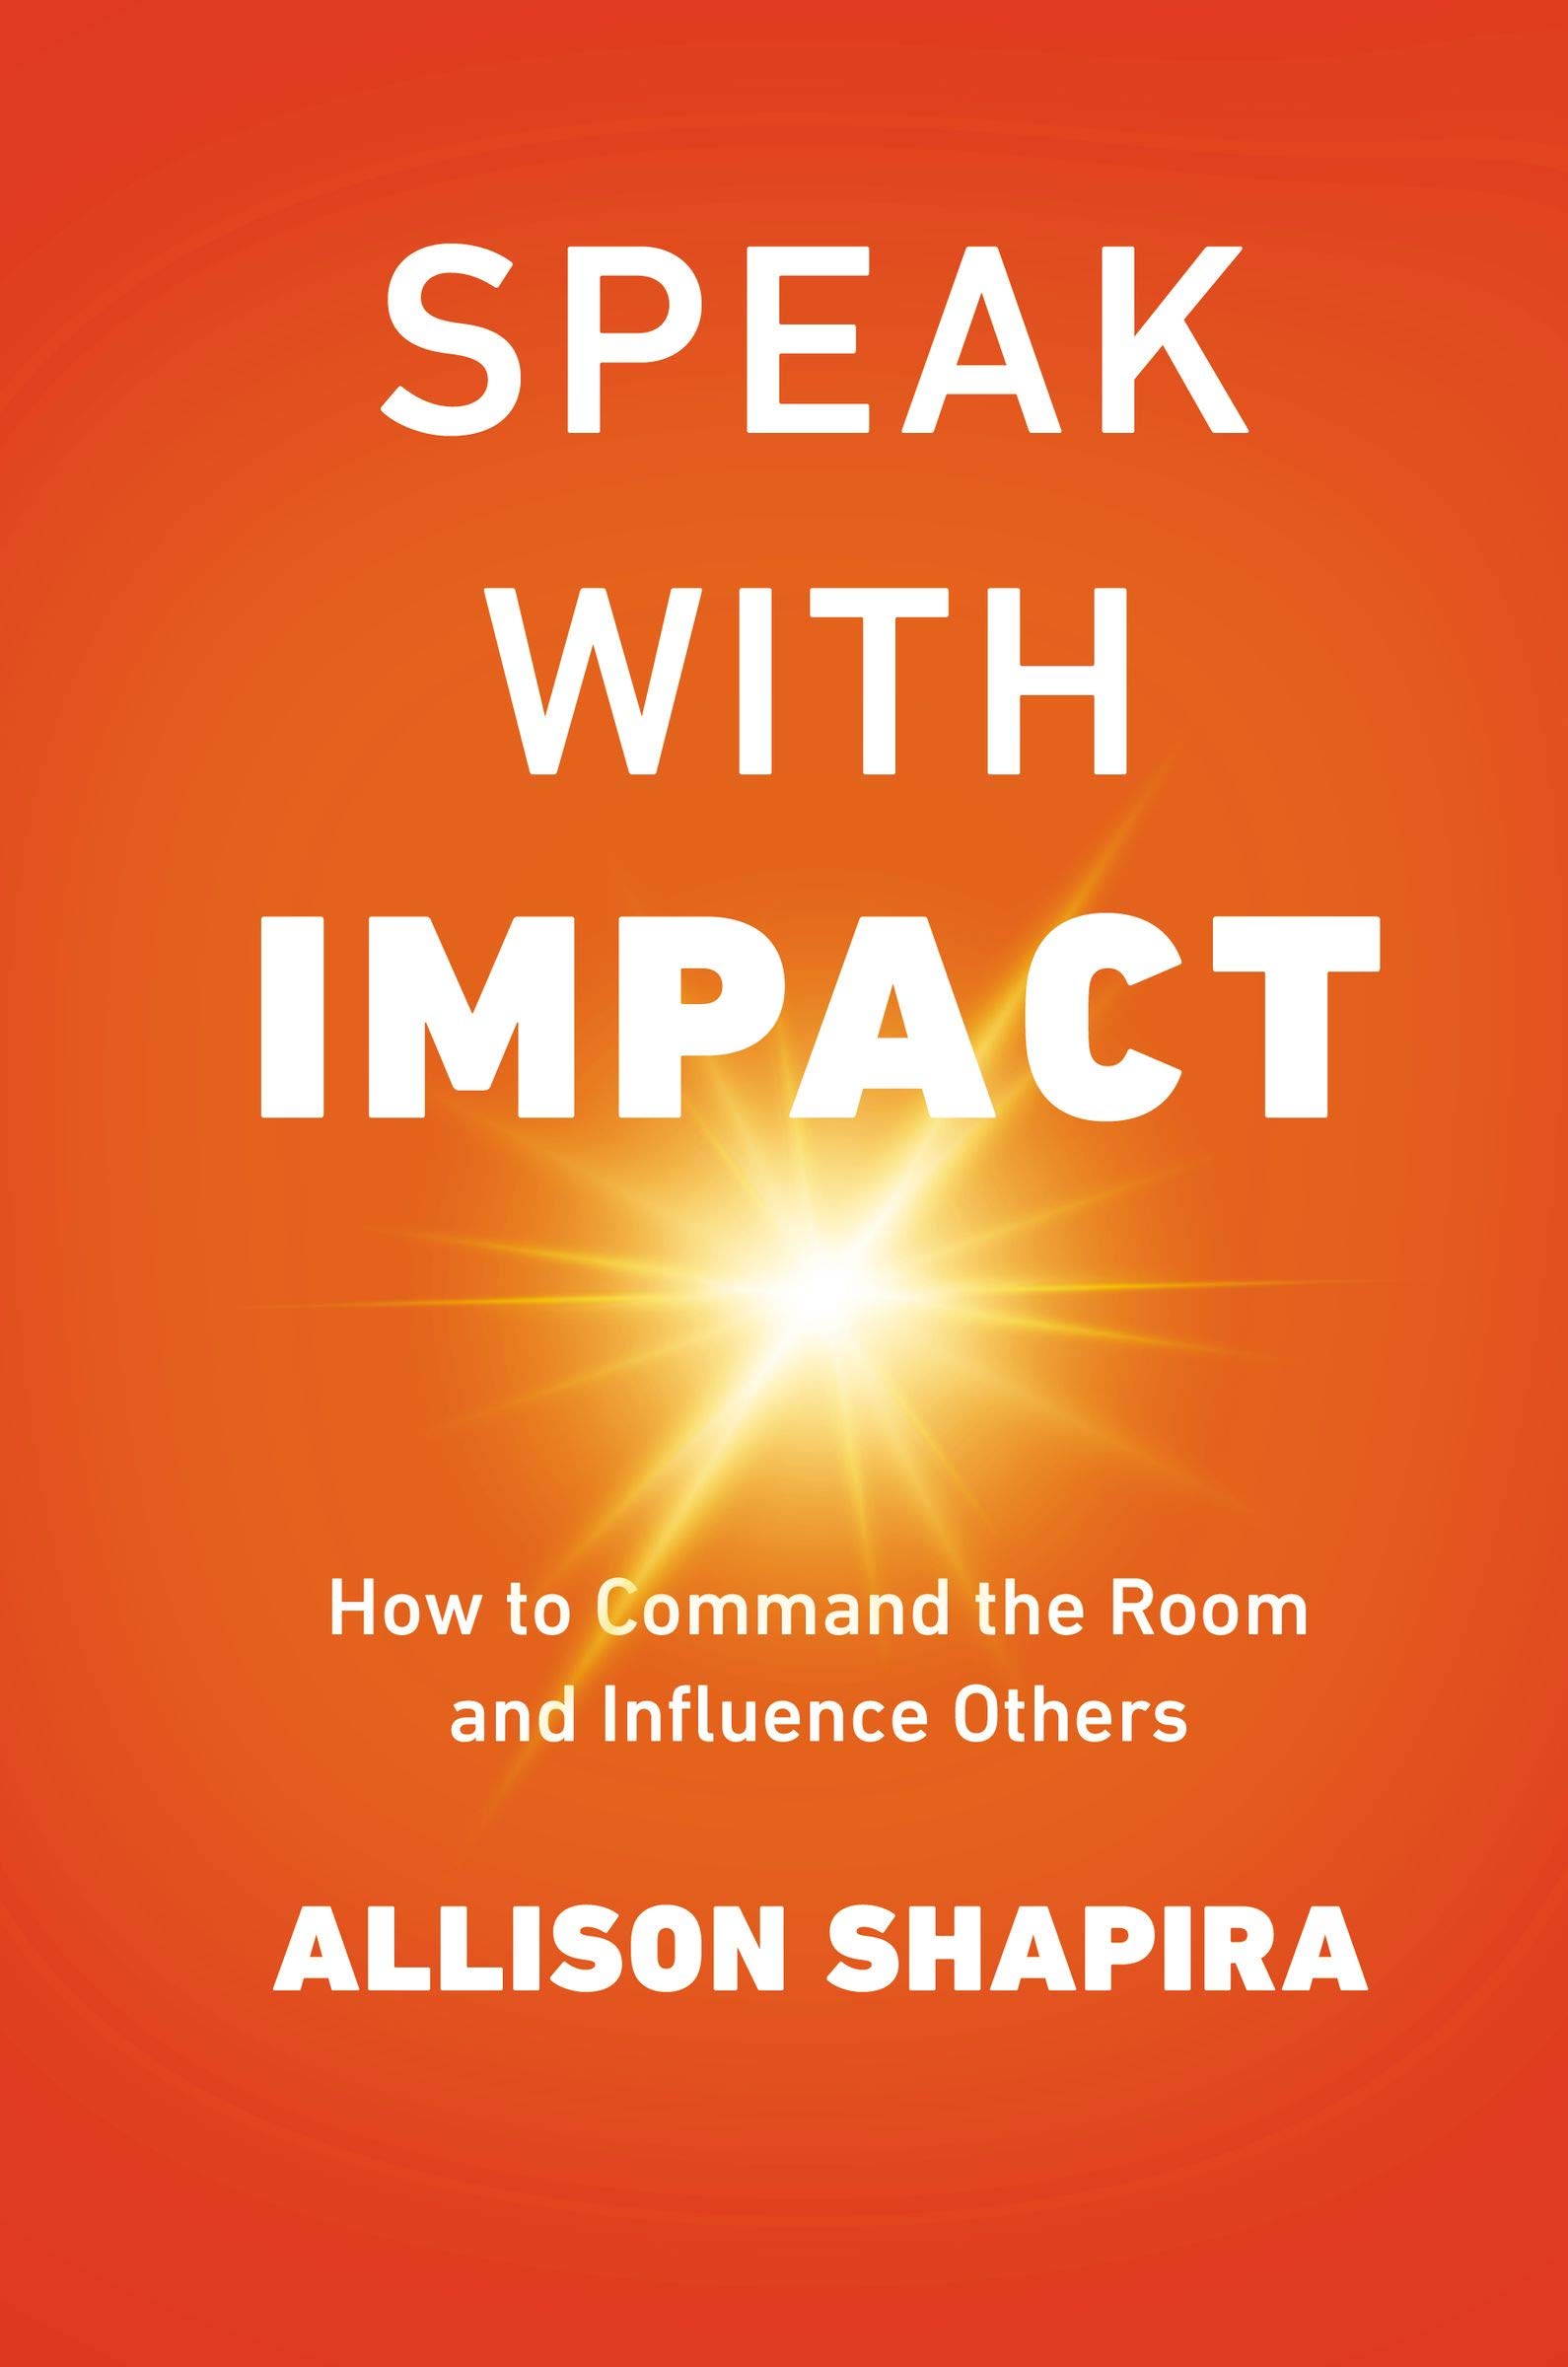 SPEAK
WITH
IMPACT
How to Command the Room
and Influence Others
ALLISON SHAPIRA